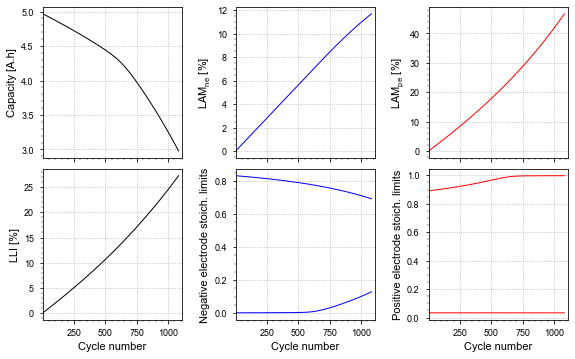 Capacity [A.h]
5.0
4.5
4.0
3.5
3.0
LAM_ne [%]
12
10
8
6
4
2
0
LAM_pe [%]
40
30
20
10
0
LLI [%]
25
20
15
10
5
0
250 500 750 1000
Cycle number
Negative electrode stoich. limits
0.8
0.6
0.4
0.2
0.0
250 500 750 1000
Cycle number
Positive electrode stoich. limits
1.0
0.8
0.6
0.4
0.2
0.0
250 500 750 1000
Cycle number